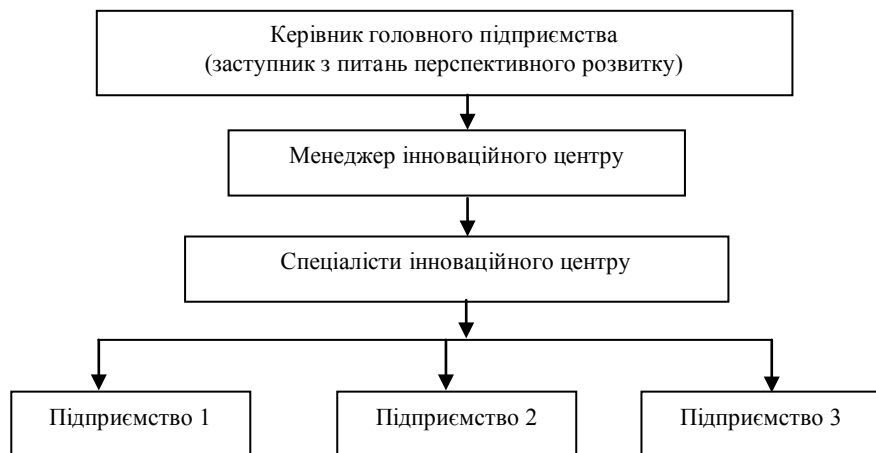 Керівник головного підприємства
(заступник з питань перспективного розвитку)
Менеджер інноваційного центру
Спеціалісти інноваційного центру
Підприємство 1
Підприємство 2
Підприємство 3